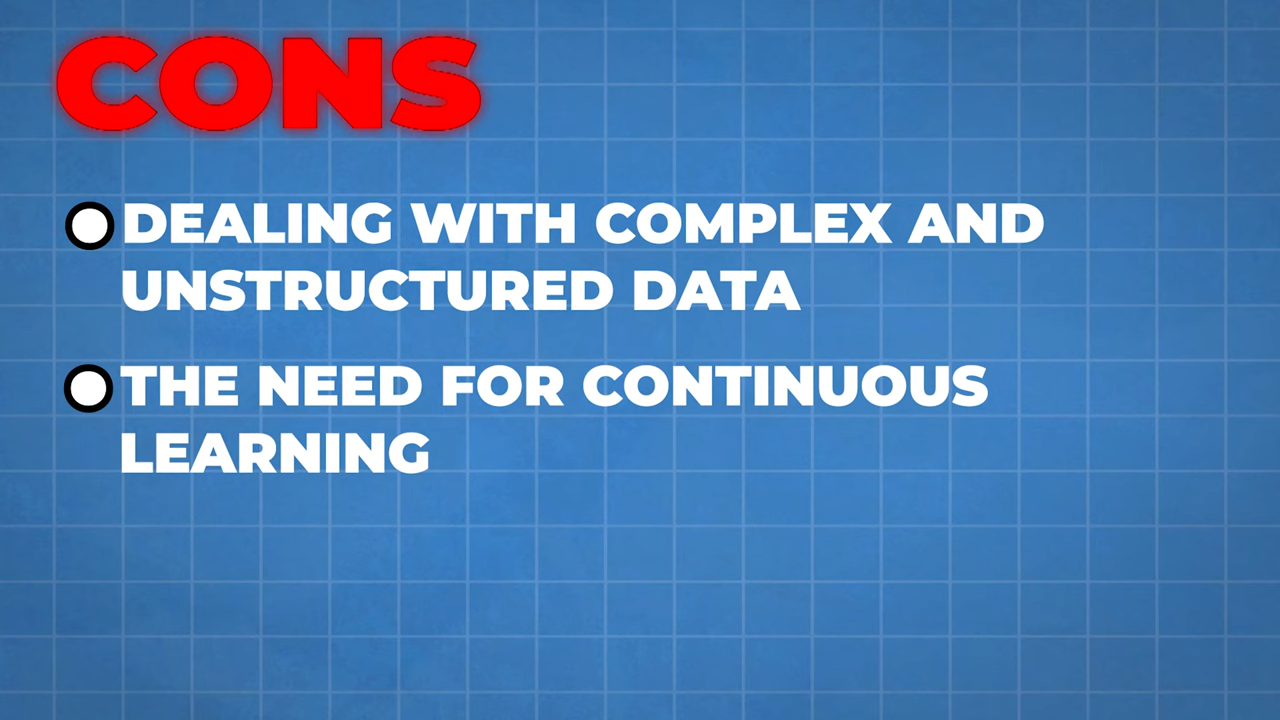 CONS
DEALING WITH COMPLEX AND
UNSTRUCTURED DATA
THE NEED FOR CONTINUOUS
LEARNING